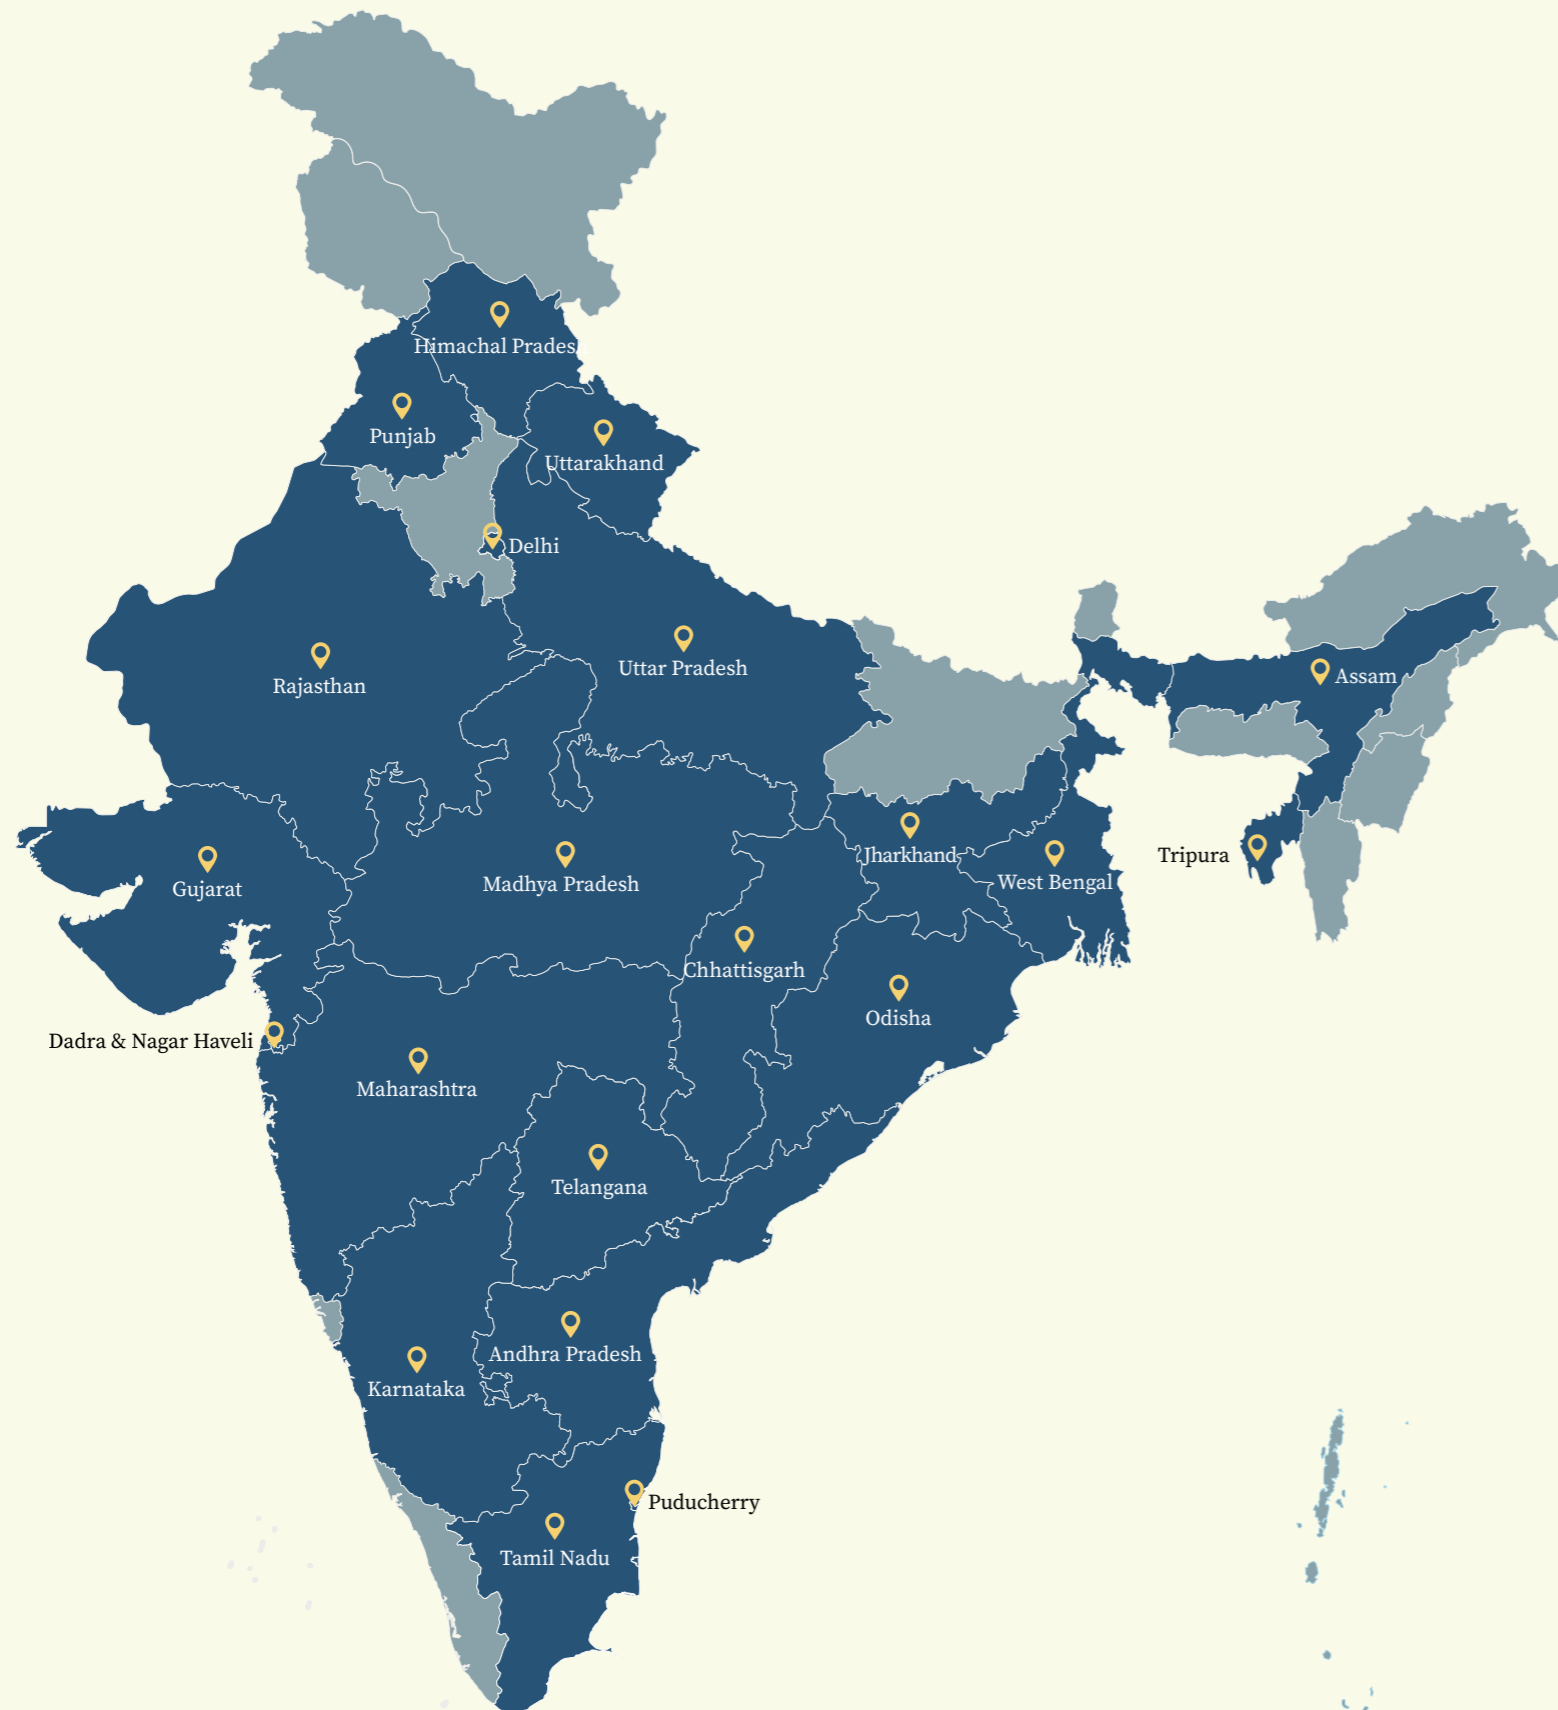 Himachal Prades
Punjab
Uttarakhand
Delhi
Uttar Pradesh
Rajasthan
Assam
Jharkhand
Tripura
Gujarat
Madhya Pradesh
West Bengal
Chhattisgarh
Odisha
Dadra & Nagar Haveli
Maharashtra
Telangana
Andhra Pradesh
Karnataka
Puducherry
Tamil Nadu